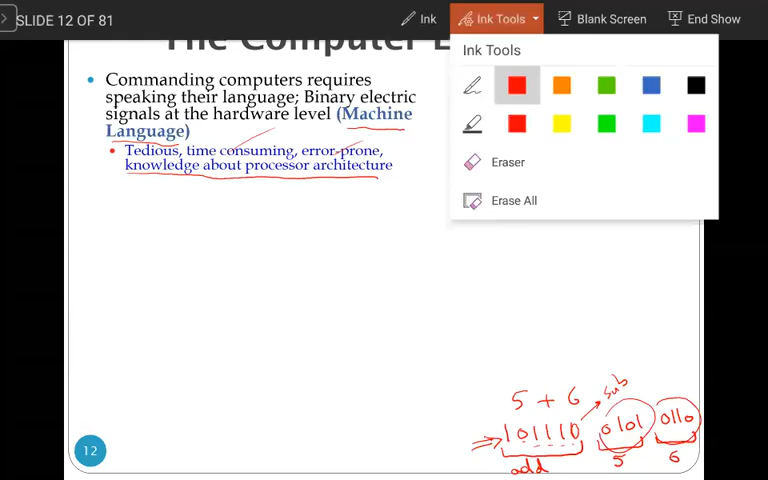 SLIDE 12 OF 81
Ink
Ink Tools
Blank Screen
End Show
Ink Tools
Eraser
Erase All
The Computer
Commanding computers requires
speaking their language; Binary electric
signals at the hardware level (Machine
Language)
Tedious, time consuming, error-prone,
knowledge about processor architecture
5 + 6
sub
101110 0101 0110
add 5 6
12